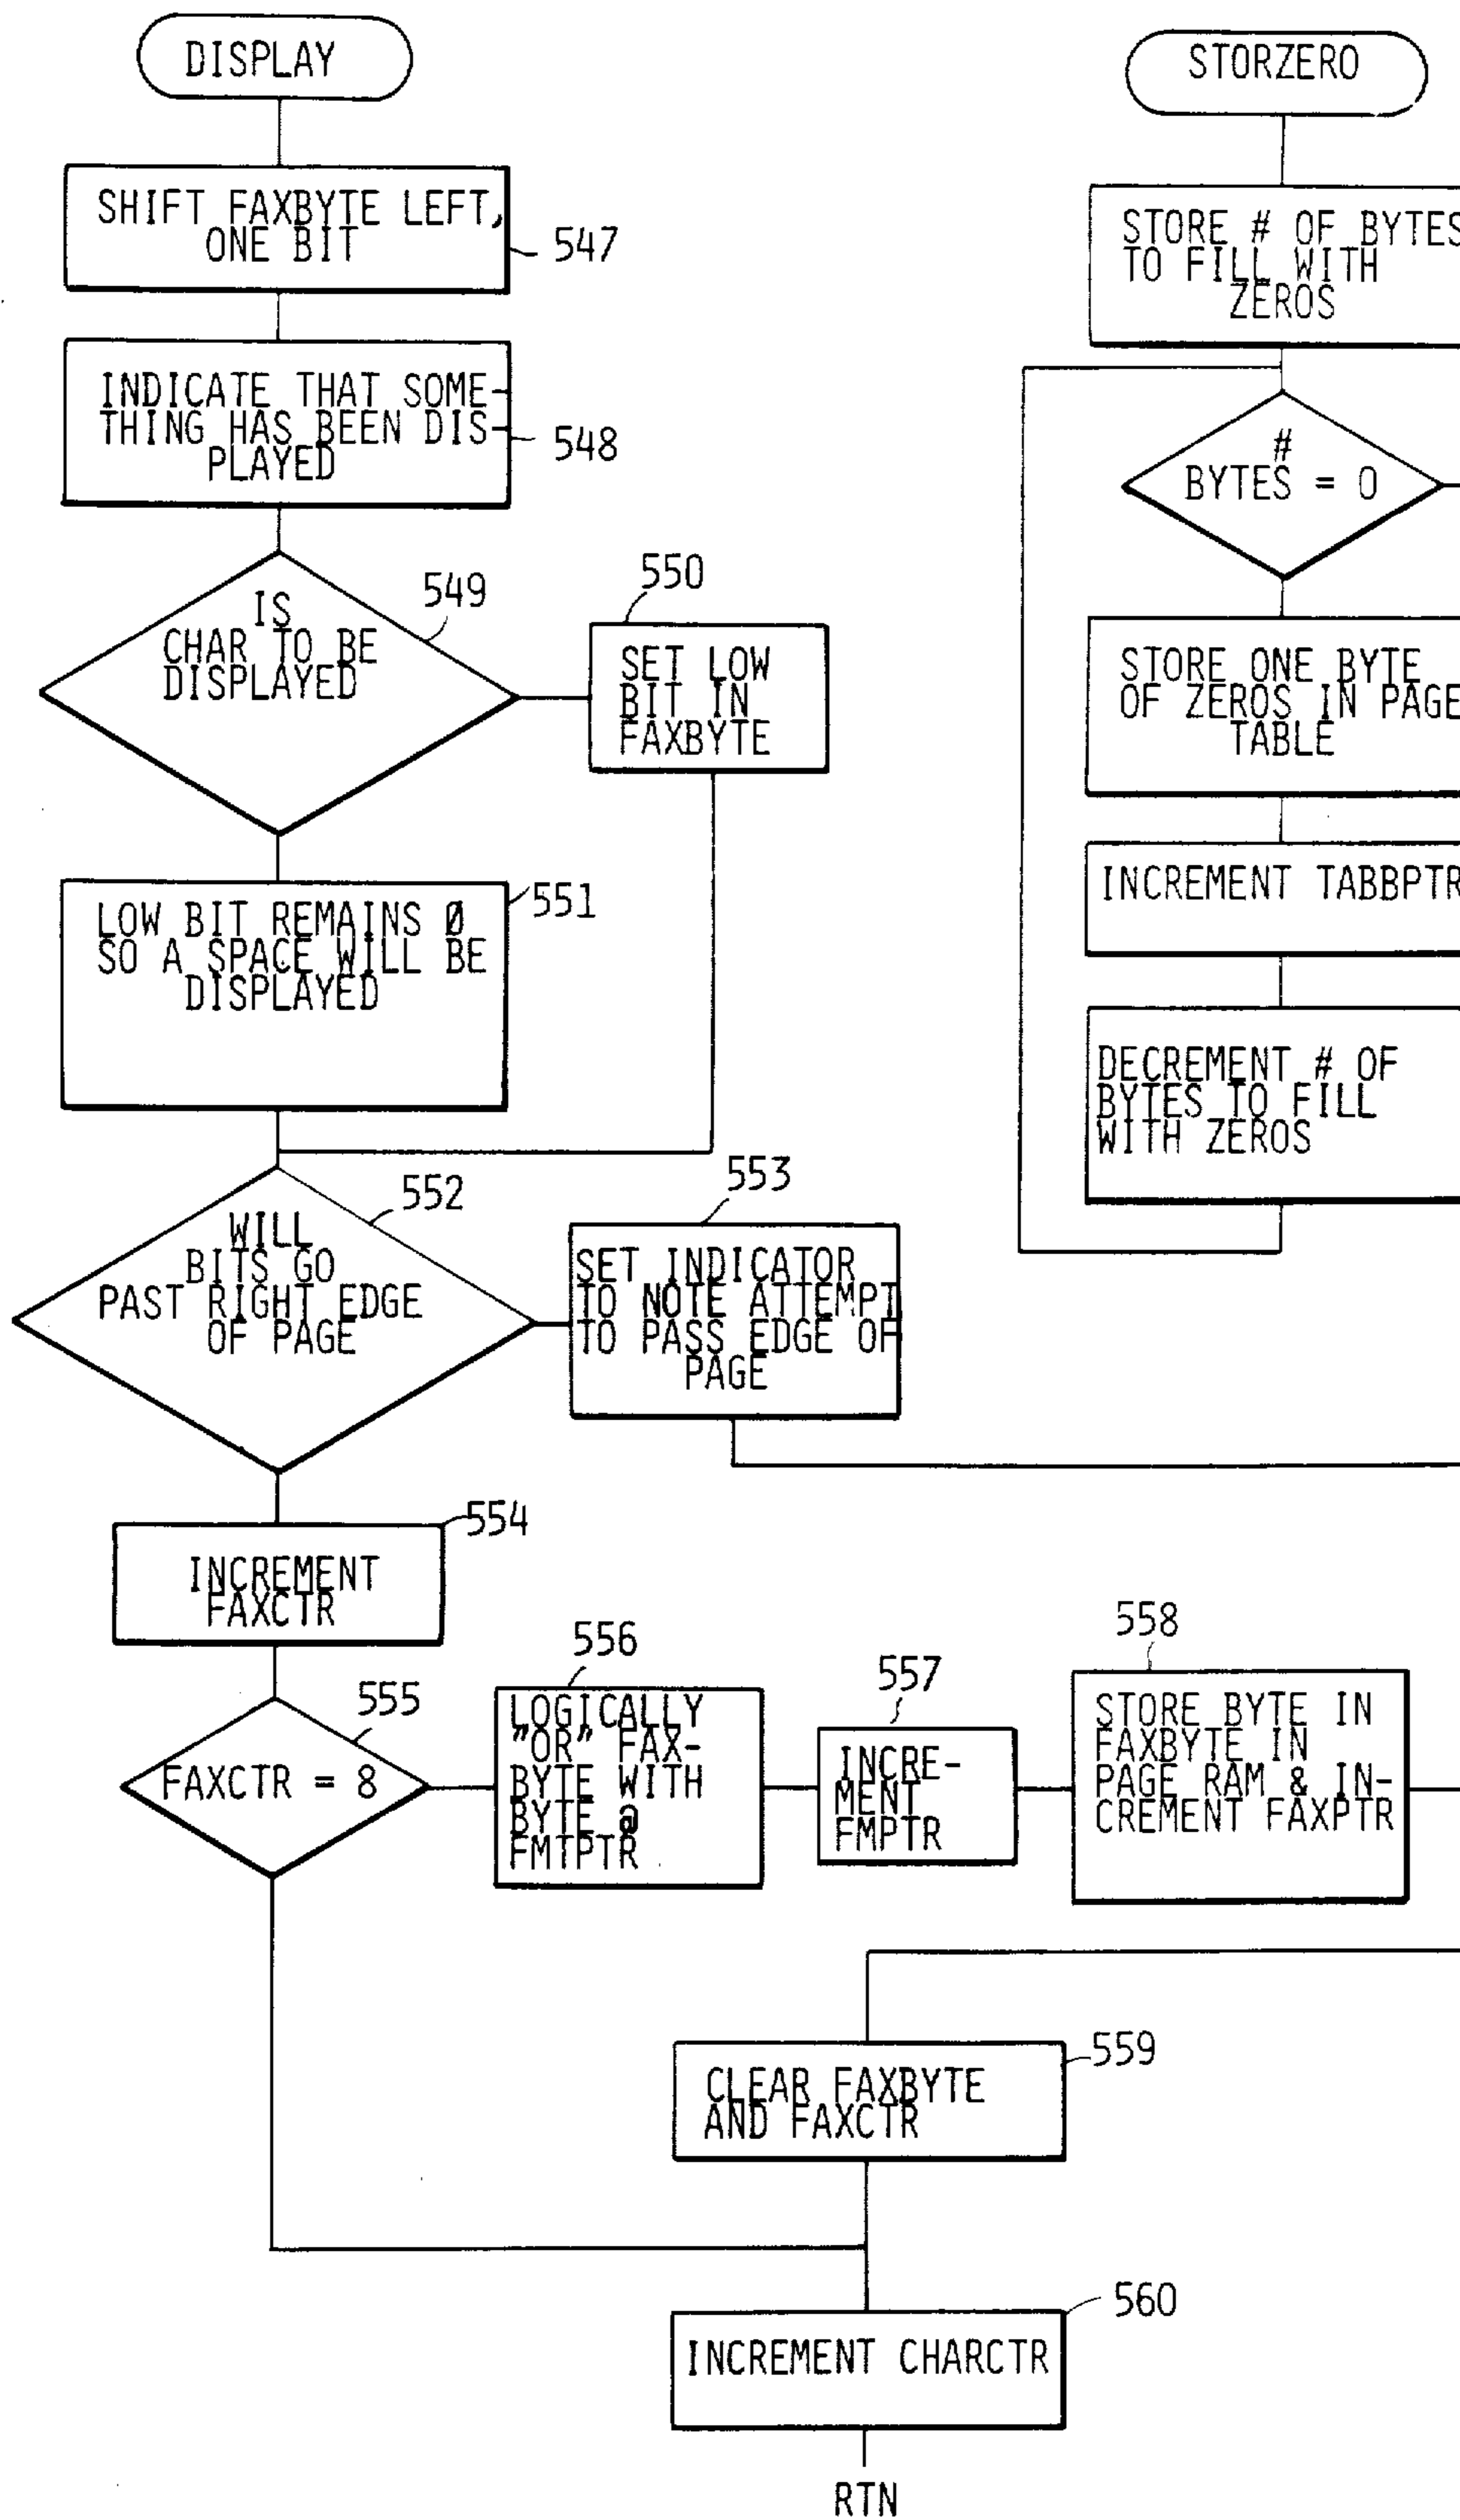 DISPLAY
SHIFT FAXBYTE LEFT,
ONE BIT
547
INDICATE THAT SOME-
THING HAS BEEN DIS-
PLAYED
548
IS
CHAR TO BE
DISPLAYED
549
550
SET LOW
BIT IN
FAXBYTE
551
LOW BIT REMAINS Ø
SO A SPACE WILL BE
DISPLAYED
552
WILL
BITS GO
PAST RIGHT EDGE
OF PAGE
553
SET INDICATOR
TO NOTE ATTEMPT
TO PASS EDGE OF
PAGE
554
INCREMENT
FAXCTR
555
FAXCTR = 8
556
LOGICALLY
"OR" FAX-
BYTE WITH
BYTE @
FMTPTR
557
INCRE-
MENT
FMPTR
558
STORE BYTE IN
FAXBYTE IN
PAGE RAM & IN-
CREMENT FAXPTR
559
CLEAR FAXBYTE
AND FAXCTR
560
INCREMENT CHARCTR
RTN
STORZERO
STORE # OF BYTES
TO FILL WITH
ZEROS
#
BYTES = 0
STORE ONE BYTE
OF ZEROS IN PAGE
TABLE
INCREMENT TABBPTR
DECREMENT # OF
BYTES TO FILL
WITH ZEROS